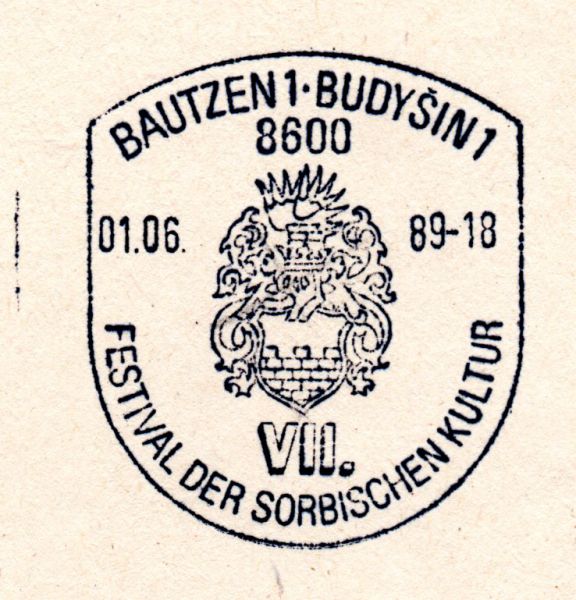 BAUTZEN 1 · BUDYŠIN 1
8600
01.06. 89-18
VII.
FESTIVAL DER SORBISCHEN KULTUR